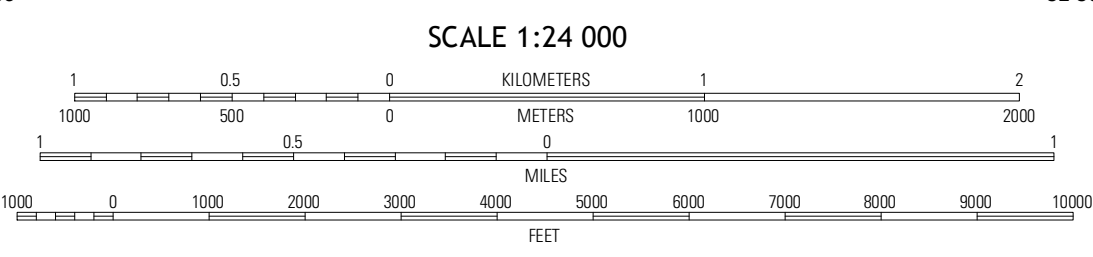 SCALE 1:24 000
1 0.5 0 KILOMETERS 1 2
1000 500 0 METERS 1000 2000
1 0.5 0 1
MILES
1000 0 1000 2000 3000 4000 5000 6000 7000 8000 9000 10000
FEET